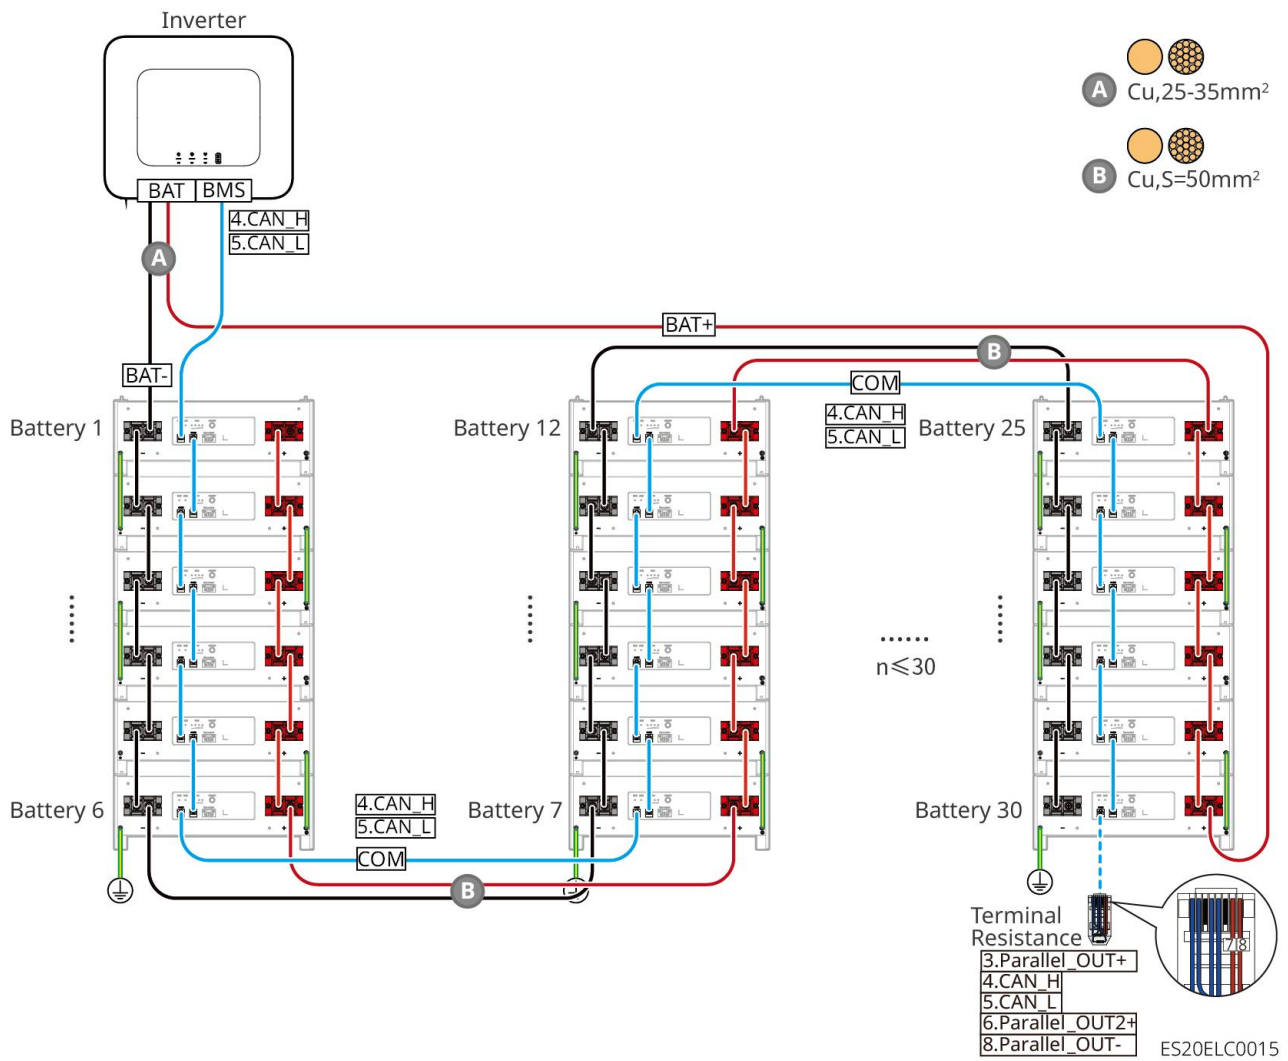 Inverter
BAT
BMS
4.CAN_H
5.CAN_L
A
A
Cu,25-35mm²
B
Cu,S=50mm²
BAT+
BAT-
B
COM
4.CAN_H
5.CAN_L
Battery 1
Battery 12
Battery 25
......
......
......
......
n≤30
Battery 6
4.CAN_H
5.CAN_L
COM
B
Battery 7
Battery 30
Terminal
Resistance
3.Parallel_OUT+
4.CAN_H
5.CAN_L
6.Parallel_OUT2+
8.Parallel_OUT-
7 8
ES20ELC0015